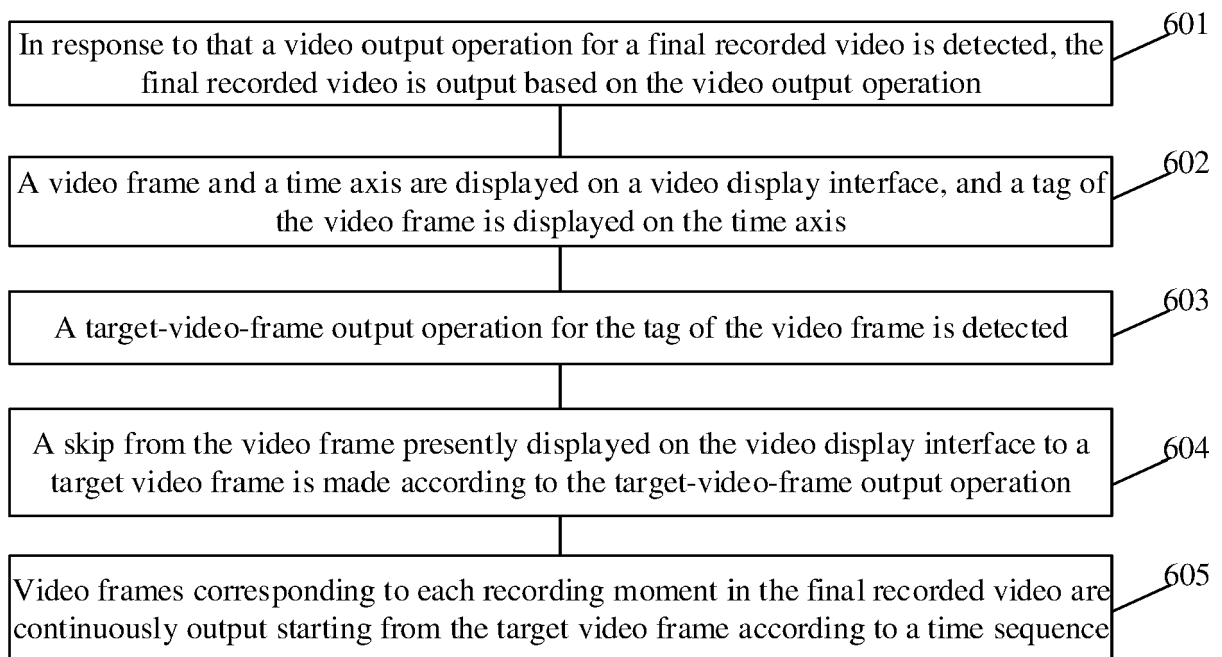 601
In response to that a video output operation for a final recorded video is detected, the
final recorded video is output based on the video output operation
602
A video frame and a time axis are displayed on a video display interface, and a tag of
the video frame is displayed on the time axis
603
A target-video-frame output operation for the tag of the video frame is detected
604
A skip from the video frame presently displayed on the video display interface to a
target video frame is made according to the target-video-frame output operation
605
Video frames corresponding to each recording moment in the final recorded video are
continuously output starting from the target video frame according to a time sequence